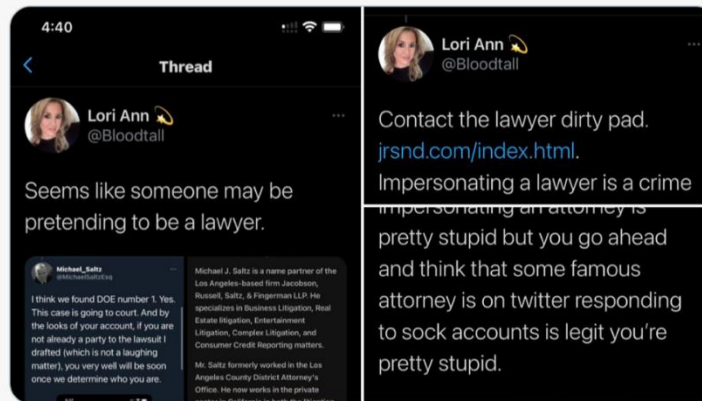 4:40
Thread
Lori Ann
@Bloodtall
Seems like someone may be
pretending to be a lawyer.
Michael_Saltz
@MichaelSaltzEsq
I think we found DOE number 1. Yes.
This case is going to court. And by
the looks of your account, if you are
not already a party to the lawsuit I
drafted (which is not a laughing
matter), you very well will be soon
once we determine who you are.
Michael J. Saltz is a name partner of the
Los Angeles-based firm Jacobson,
Russell, Saltz, & Fingerman LLP. He
specializes in Business Litigation, Real
Estate litigation, Entertainment
Litigation, Complex Litigation, and
Consumer Credit Reporting matters.
Mr. Saltz formerly worked in the Los
Angeles County District Attorney's
Office. He now works in the private
Lori Ann
@Bloodtall
Contact the lawyer dirty pad.
jrsnd.com/index.html.
Impersonating a lawyer is a crime
impersonating an attorney is
pretty stupid but you go ahead
and think that some famous
attorney is on twitter responding
to sock accounts is legit you're
pretty stupid.